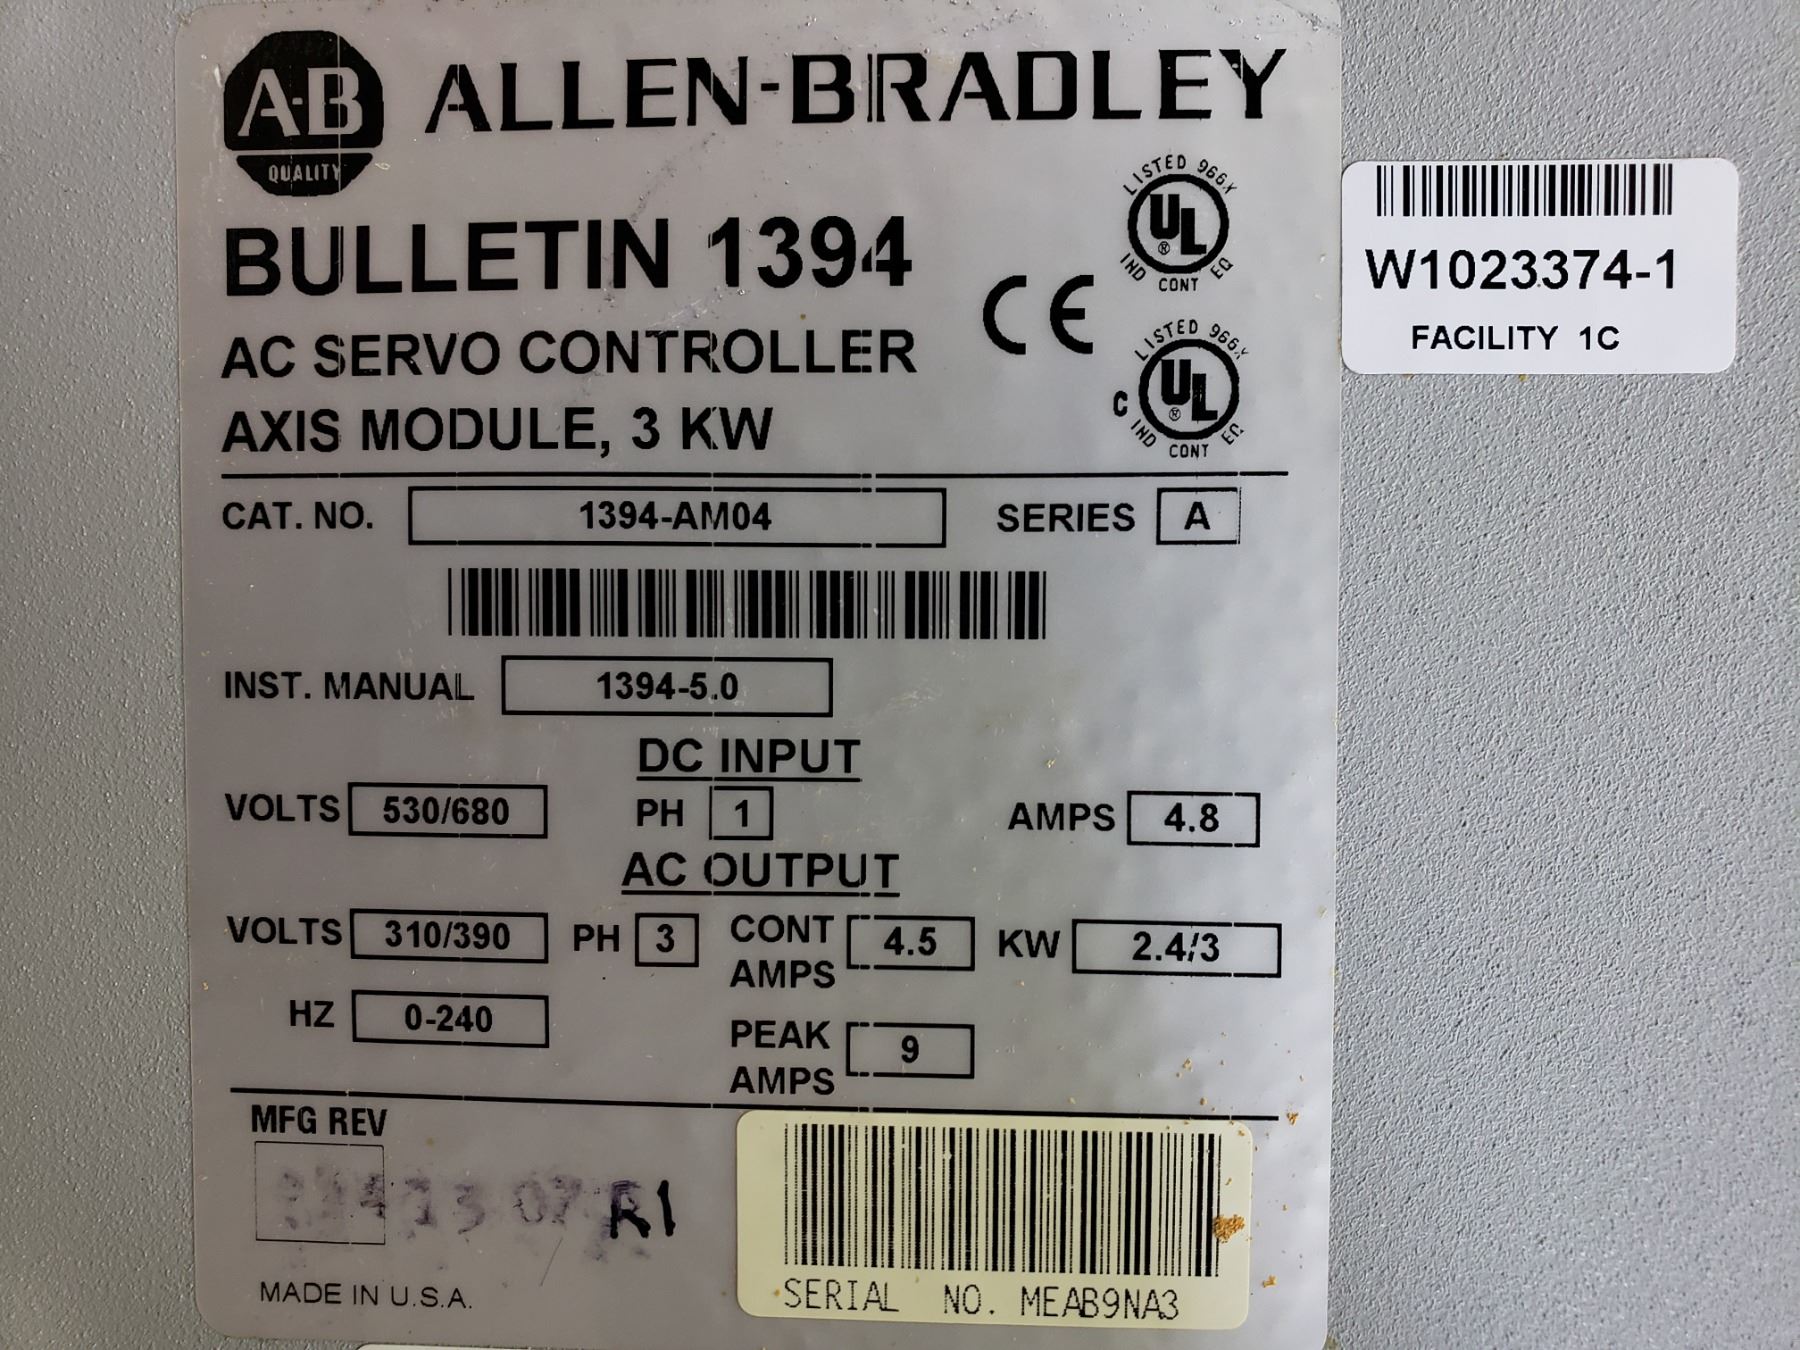 A-B
QUALITY
ALLEN-BRADLEY
BULLETIN 1394
AC SERVO CONTROLLER
AXIS MODULE, 3 KW
CE
LISTED 966X
UL
®
IND CONT EQ
LISTED 966X
C UL
®
IND CONT EQ
W1023374-1
FACILITY 1C
CAT. NO. 1394-AM04 SERIES A
INST. MANUAL 1394-5.0
DC INPUT
VOLTS 530/680 PH 1 AMPS 4.8
AC OUTPUT
VOLTS 310/390 PH 3 CONT AMPS 4.5 KW 2.4/3
HZ 0-240 PEAK AMPS 9
MFG REV
07 R1
MADE IN U.S.A.
SERIAL NO. MEAB9NA3